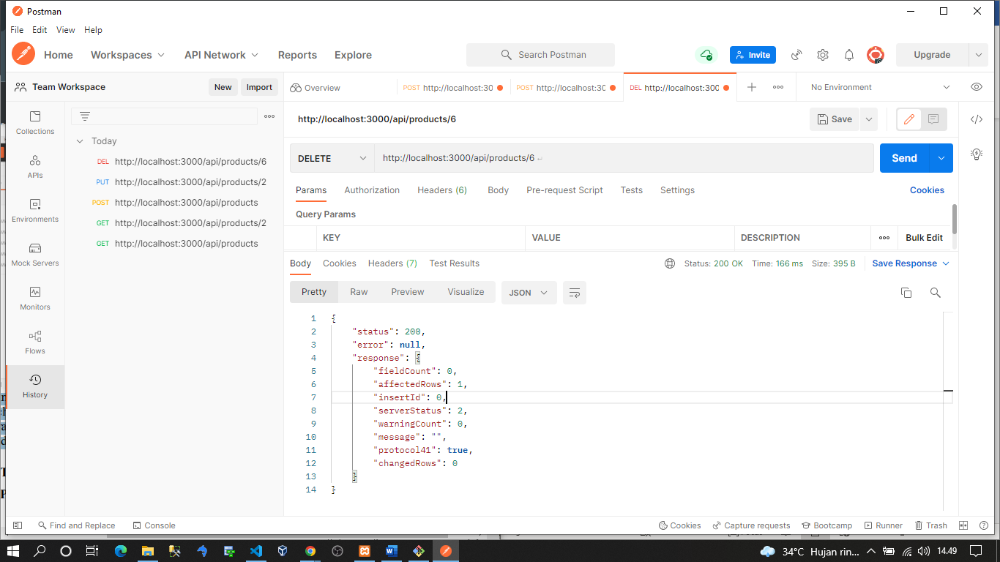 Postman
File Edit View Help
Home Workspaces API Network Reports Explore Search Postman Invite Upgrade
Team Workspace New Import Overview POST http://localhost:30 POST http://localhost:30 DEL http://localhost:300 No Environment
http://localhost:3000/api/products/6 Save
Collections
APIs
Environments
Mock Servers
Monitors
Flows
History
Today
DEL http://localhost:3000/api/products/6
PUT http://localhost:3000/api/products/2
POST http://localhost:3000/api/products
GET http://localhost:3000/api/products/2
GET http://localhost:3000/api/products
DELETE http://localhost:3000/api/products/6 Send
Params Authorization Headers (6) Body Pre-request Script Tests Settings Cookies
Query Params
KEY VALUE DESCRIPTION Bulk Edit
Body Cookies Headers (7) Test Results Status: 200 OK Time: 166 ms Size: 395 B Save Response
Pretty Raw Preview Visualize JSON
1 {
2 "status": 200,
3 "error": null,
4 "response": {
5 "fieldCount": 0,
6 "affectedRows": 1,
7 "insertId": 0,
8 "serverStatus": 2,
9 "warningCount": 0,
10 "message": "",
11 "protocol41": true,
12 "changedRows": 0
13 }
14 }
Find and Replace Console Cookies Capture requests Bootcamp Runner Trash
34°C Hujan rin... 14.49